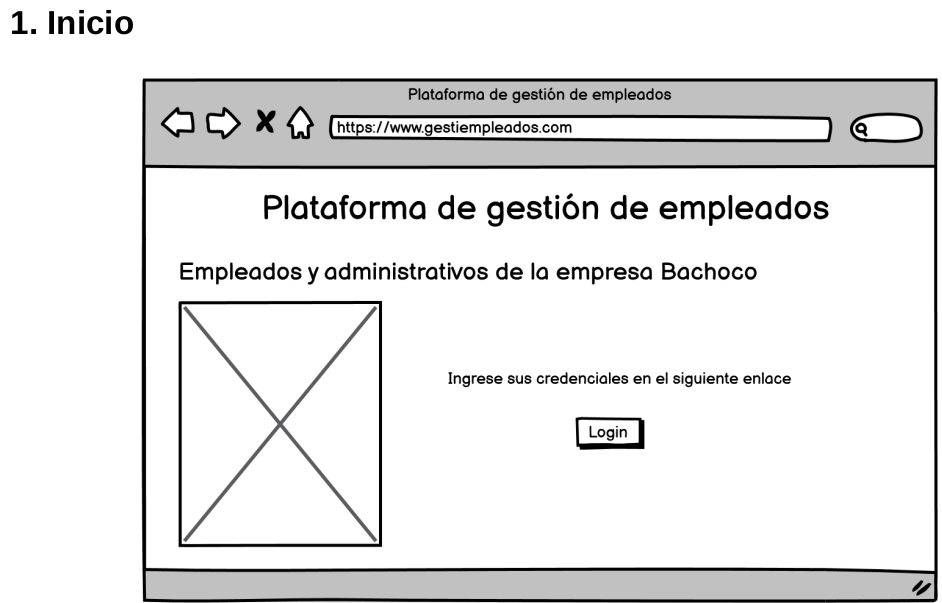 1. Inicio
Plataforma de gestión de empleados
https://www.gestiempleados.com
Plataforma de gestión de empleados
Empleados y administrativos de la empresa Bachoco
Ingrese sus credenciales en el siguiente enlace
Login